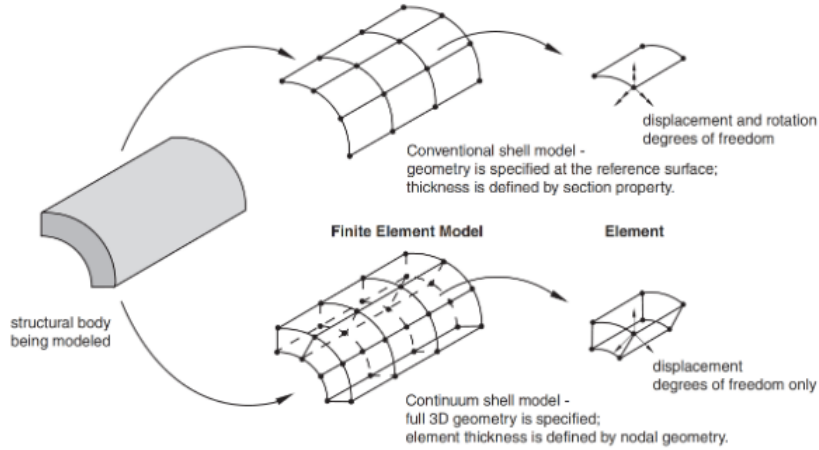 displacement and rotation
degrees of freedom
Conventional shell model -
geometry is specified at the reference surface;
thickness is defined by section property.
Finite Element Model
Element
structural body
being modeled
displacement
degrees of freedom only
Continuum shell model -
full 3D geometry is specified;
element thickness is defined by nodal geometry.